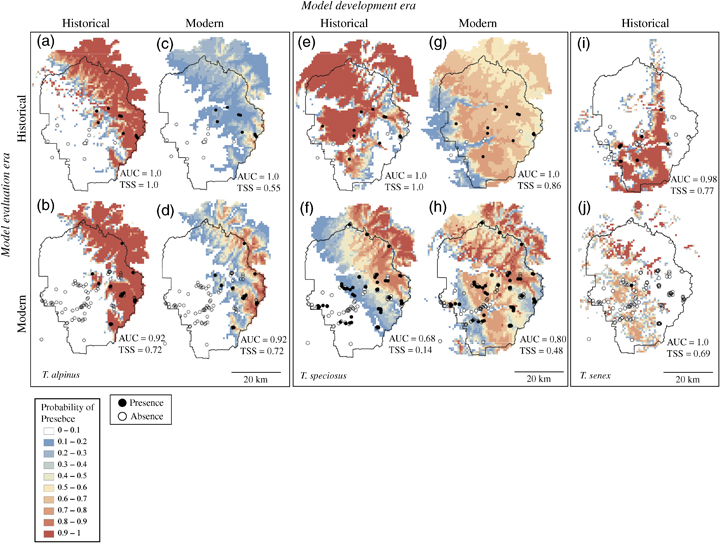 Model development era
Historical Modern Historical Modern Historical
Model evaluation era
Historical
Modern
(a)
AUC = 1.0
TSS = 1.0
(c)
AUC = 1.0
TSS = 0.55
(e)
AUC = 1.0
TSS = 1.0
(g)
AUC = 1.0
TSS = 0.86
(i)
AUC = 0.98
TSS = 0.77
(b)
AUC = 0.92
TSS = 0.72
(d)
AUC = 0.92
TSS = 0.72
(f)
AUC = 0.68
TSS = 0.14
(h)
AUC = 0.80
TSS = 0.48
(j)
AUC = 1.0
TSS = 0.69
T. alpinus
20 km
T. speciosus
20 km
T. senex
20 km
Probability of
Presebce
0 – 0.1
0.1 – 0.2
0.2 – 0.3
0.3 – 0.4
0.4 – 0.5
0.5 – 0.6
0.6 – 0.7
0.7 – 0.8
0.8 – 0.9
0.9 – 1
Presence
Absence